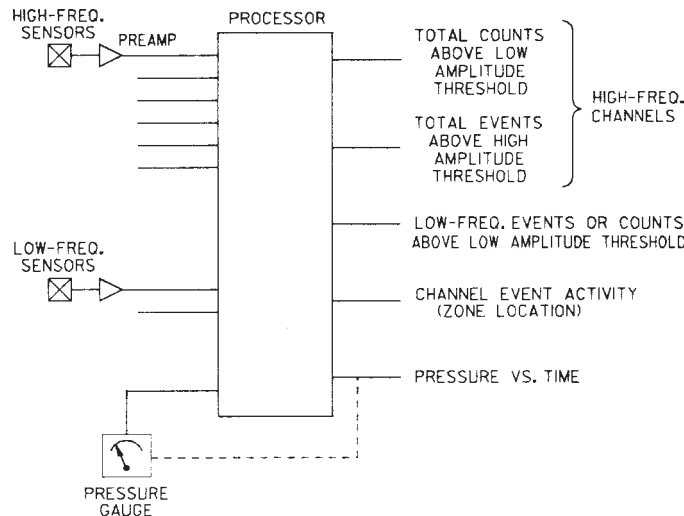 HIGH-FREQ.
SENSORS
PREAMP
PROCESSOR
TOTAL COUNTS
ABOVE LOW
AMPLITUDE
THRESHOLD
HIGH-FREQ.
CHANNELS
TOTAL EVENTS
ABOVE HIGH
AMPLITUDE
THRESHOLD
LOW-FREQ. EVENTS OR COUNTS
ABOVE LOW AMPLITUDE THRESHOLD
LOW-FREQ.
SENSORS
CHANNEL EVENT ACTIVITY
(ZONE LOCATION)
PRESSURE VS. TIME
PRESSURE
GAUGE